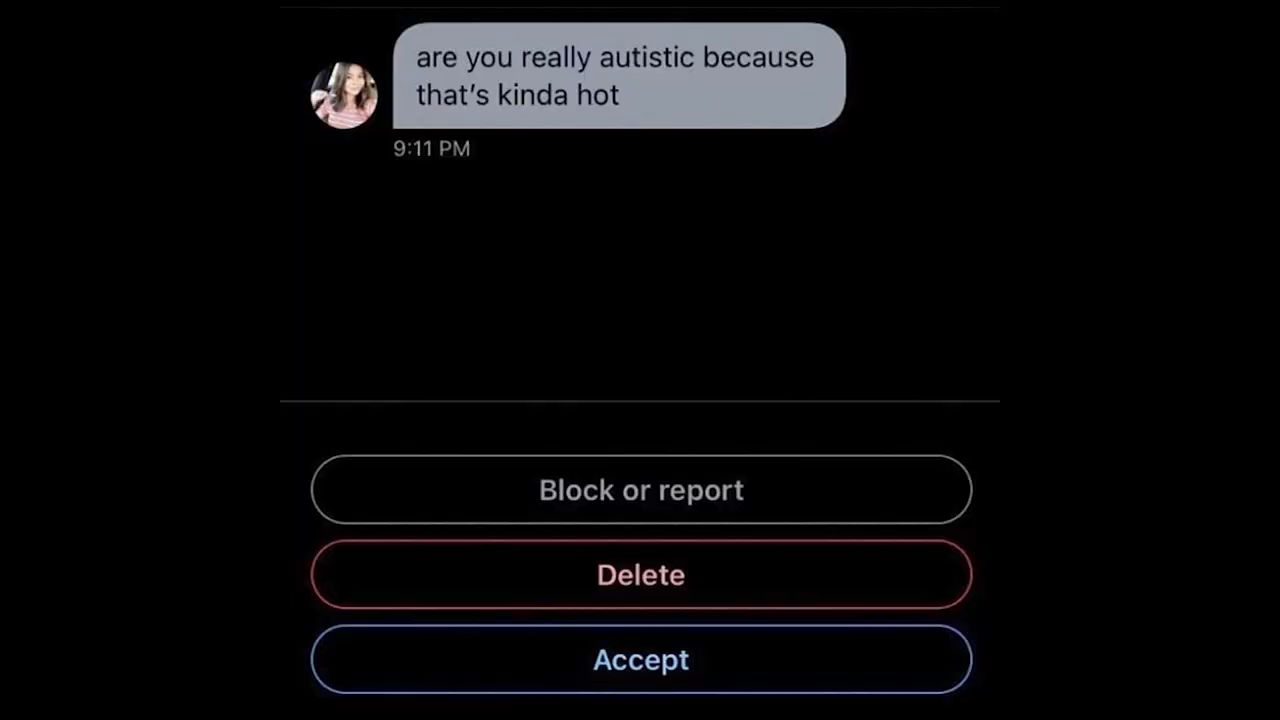 are you really autistic because
that’s kinda hot
9:11 PM
Block or report
Delete
Accept